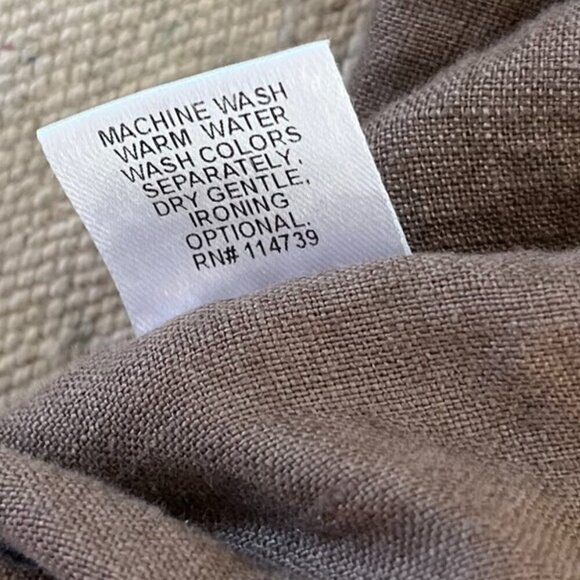 MACHINE WASH
WARM WATER
WASH COLORS
SEPARATELY,
DRY GENTLE,
IRONING
OPTIONAL.
RN# 114739